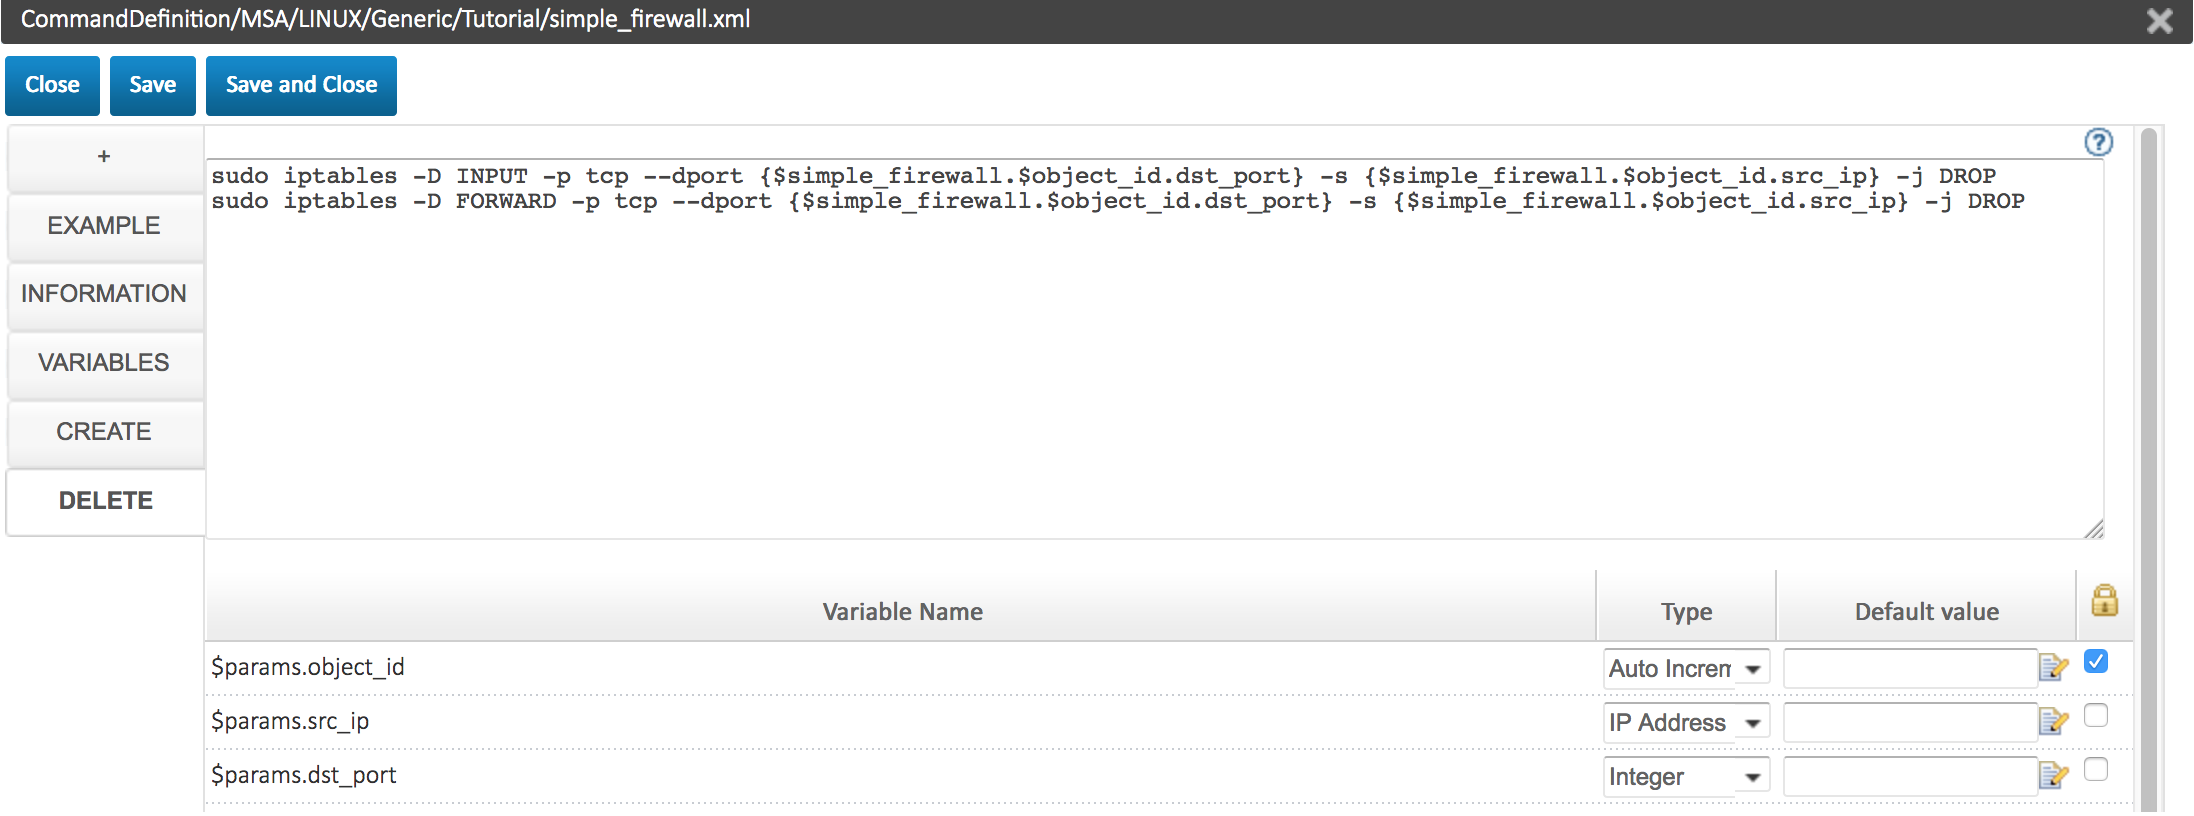 CommandDefinition/MSA/LINUX/Generic/Tutorial/simple_firewall.xml
Close
Save
Save and Close
+
EXAMPLE
INFORMATION
VARIABLES
CREATE
DELETE
sudo iptables -D INPUT -p tcp --dport {$simple_firewall.$object_id.dst_port} -s {$simple_firewall.$object_id.src_ip} -j DROP
sudo iptables -D FORWARD -p tcp --dport {$simple_firewall.$object_id.dst_port} -s {$simple_firewall.$object_id.src_ip} -j DROP
Variable Name Type Default value
$params.object_id Auto Increm
$params.src_ip IP Address
$params.dst_port Integer